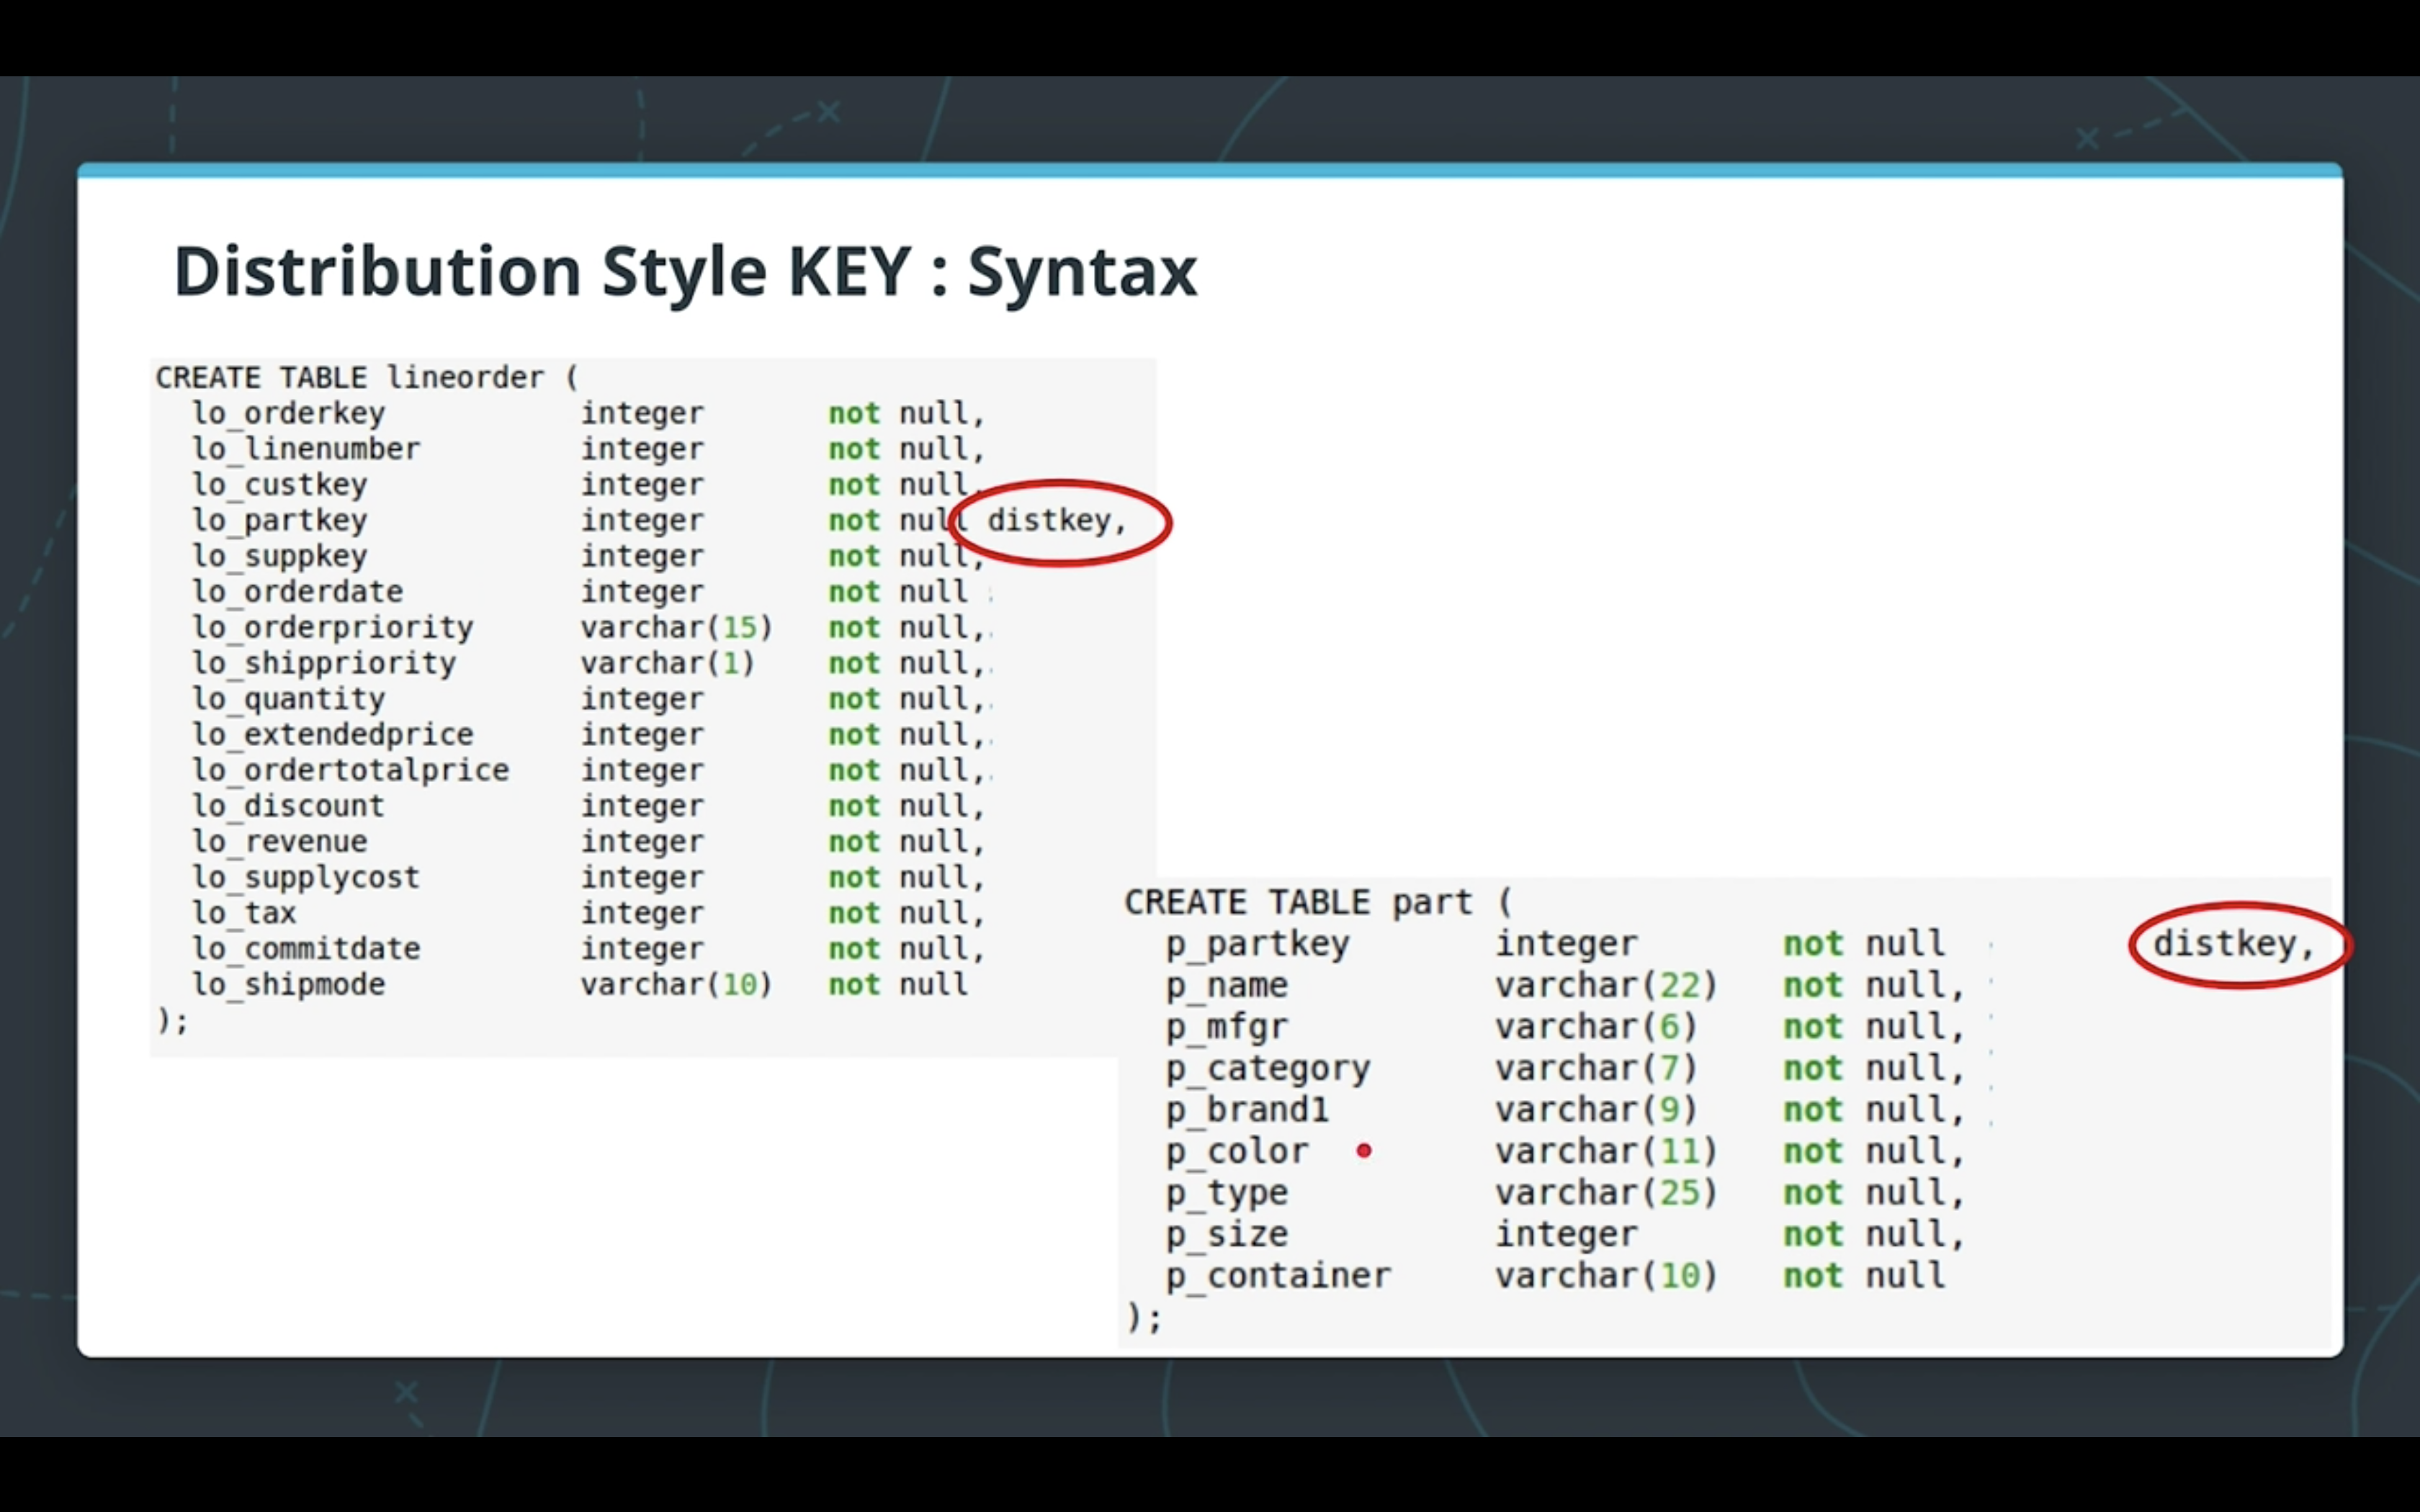 Distribution Style KEY : Syntax
CREATE TABLE lineorder (
lo_orderkey integer not null,
lo_linenumber integer not null,
lo_custkey integer not null,
lo_partkey integer not null distkey,
lo_suppkey integer not null,
lo_orderdate integer not null
lo_orderpriority varchar(15) not null,
lo_shippriority varchar(1) not null,
lo_quantity integer not null,
lo_extendedprice integer not null,
lo_ordertotalprice integer not null,
lo_discount integer not null,
lo_revenue integer not null,
lo_supplycost integer not null,
lo_tax integer not null,
lo_commitdate integer not null,
lo_shipmode varchar(10) not null
);
CREATE TABLE part (
p_partkey integer not null distkey,
p_name varchar(22) not null,
p_mfgr varchar(6) not null,
p_category varchar(7) not null,
p_brand1 varchar(9) not null,
p_color varchar(11) not null,
p_type varchar(25) not null,
p_size integer not null,
p_container varchar(10) not null
);